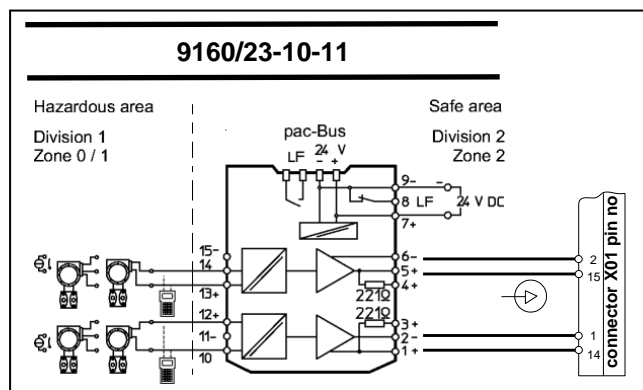 9160/23-10-11
Hazardous area
Safe area
Division 1
Zone 0 / 1
Division 2
Zone 2
pac-Bus
LF 24 V
- +
9-
8 LF
7+
-
24 V DC
+
15-
14
13+
12+
11-
10
6-
5+
4+
221Ω
221Ω
3+
2-
1+
2
15
1
14
connector X01 pin no